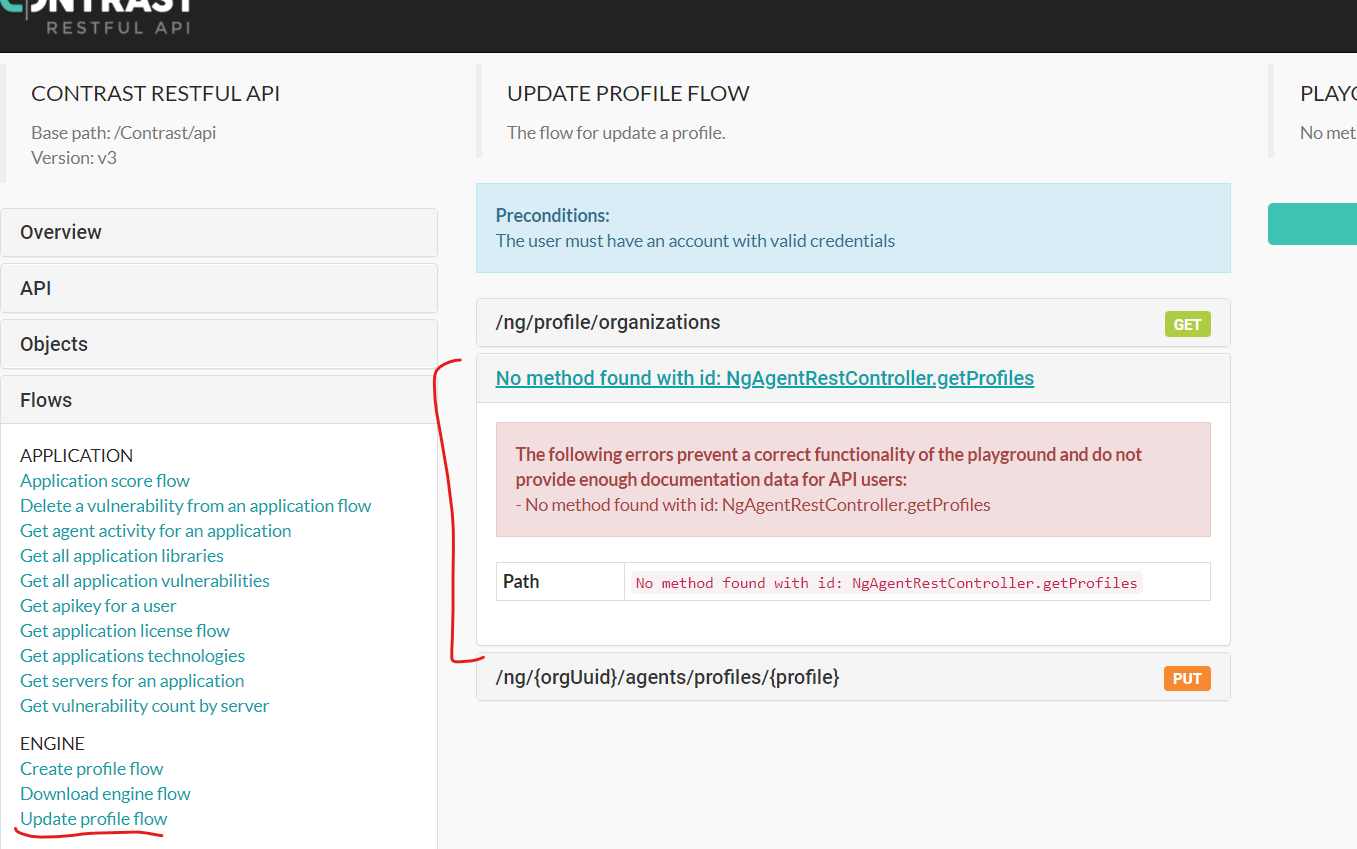 CONTRAST
RESTFUL API
CONTRAST RESTFUL API
Base path: /Contrast/api
Version: v3
Overview
API
Objects
Flows
APPLICATION
Application score flow
Delete a vulnerability from an application flow
Get agent activity for an application
Get all application libraries
Get all application vulnerabilities
Get apikey for a user
Get application license flow
Get applications technologies
Get servers for an application
Get vulnerability count by server
ENGINE
Create profile flow
Download engine flow
Update profile flow
UPDATE PROFILE FLOW
The flow for update a profile.
Preconditions:
The user must have an account with valid credentials
/ng/profile/organizations
GET
No method found with id: NgAgentRestController.getProfiles
The following errors prevent a correct functionality of the playground and do not
provide enough documentation data for API users:
- No method found with id: NgAgentRestController.getProfiles
Path
No method found with id: NgAgentRestController.getProfiles
/ng/{orgUuid}/agents/profiles/{profile}
PUT
No